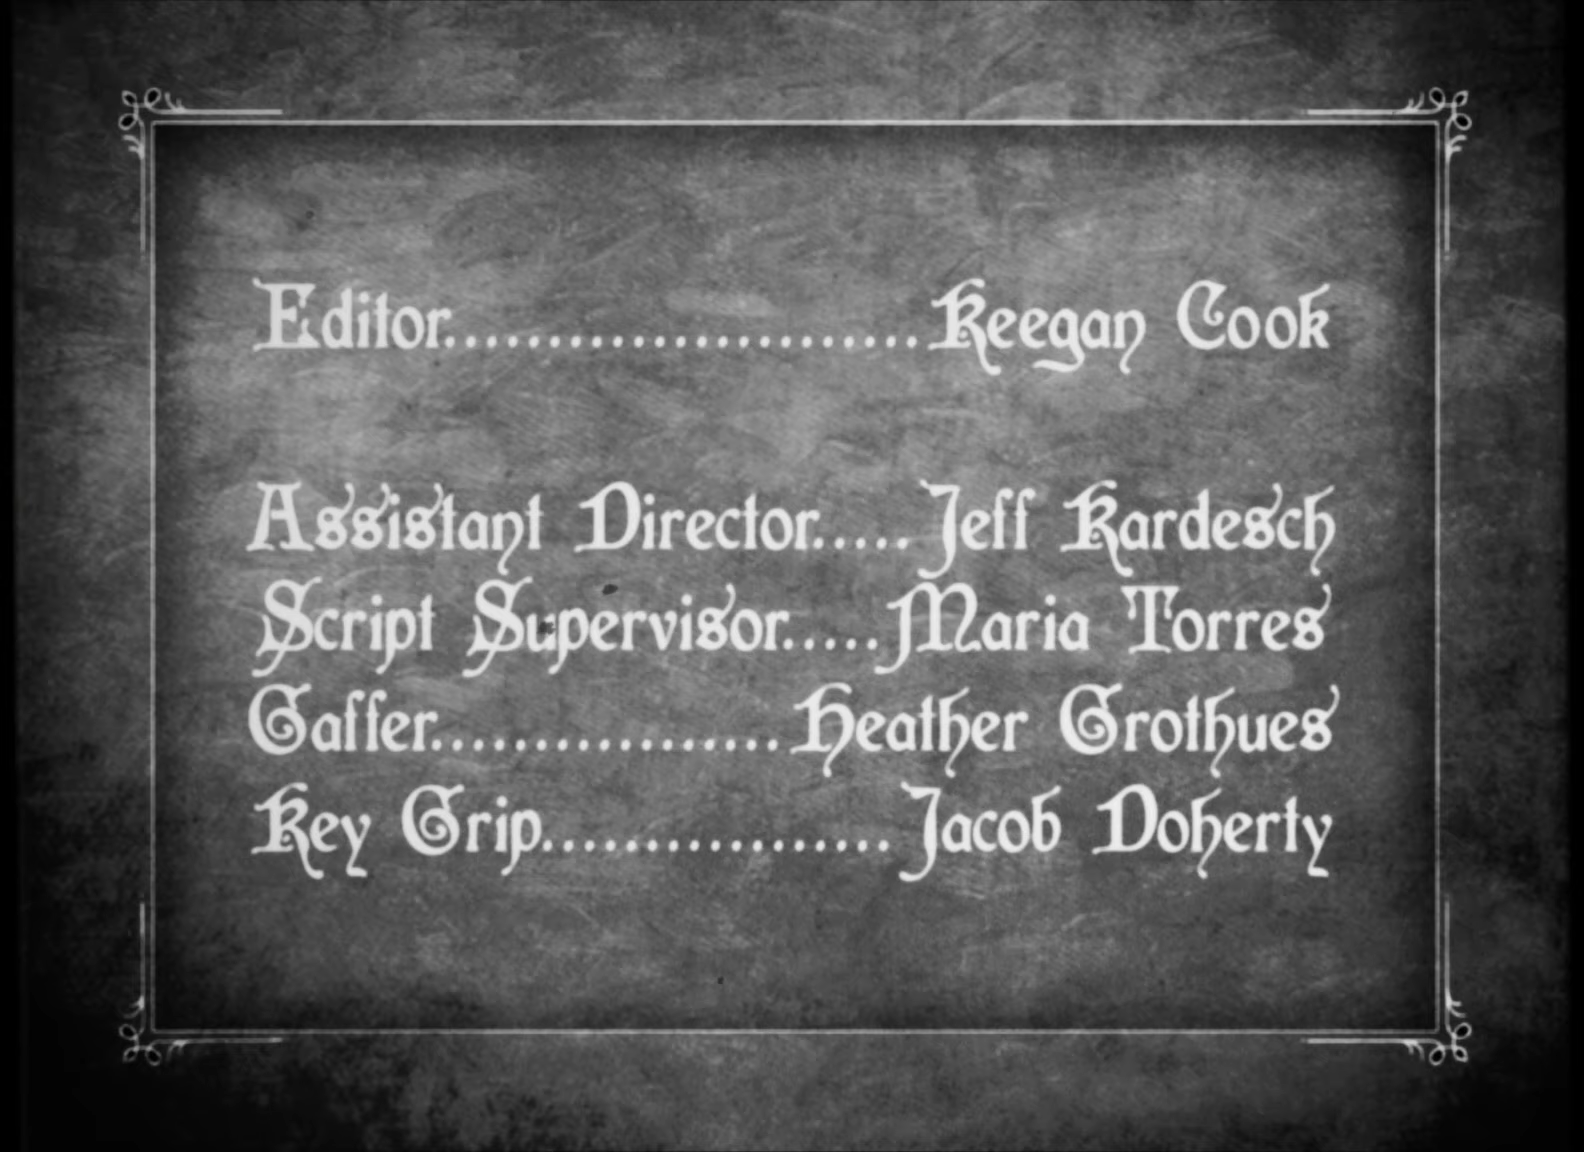 Editor.......................Keegan Cook
Assistant Director.....Jeff Kardesch
Script Supervisor.....Maria Torres
Gaffer.................Heather Grothues
Key Grip.................Jacob Doherty